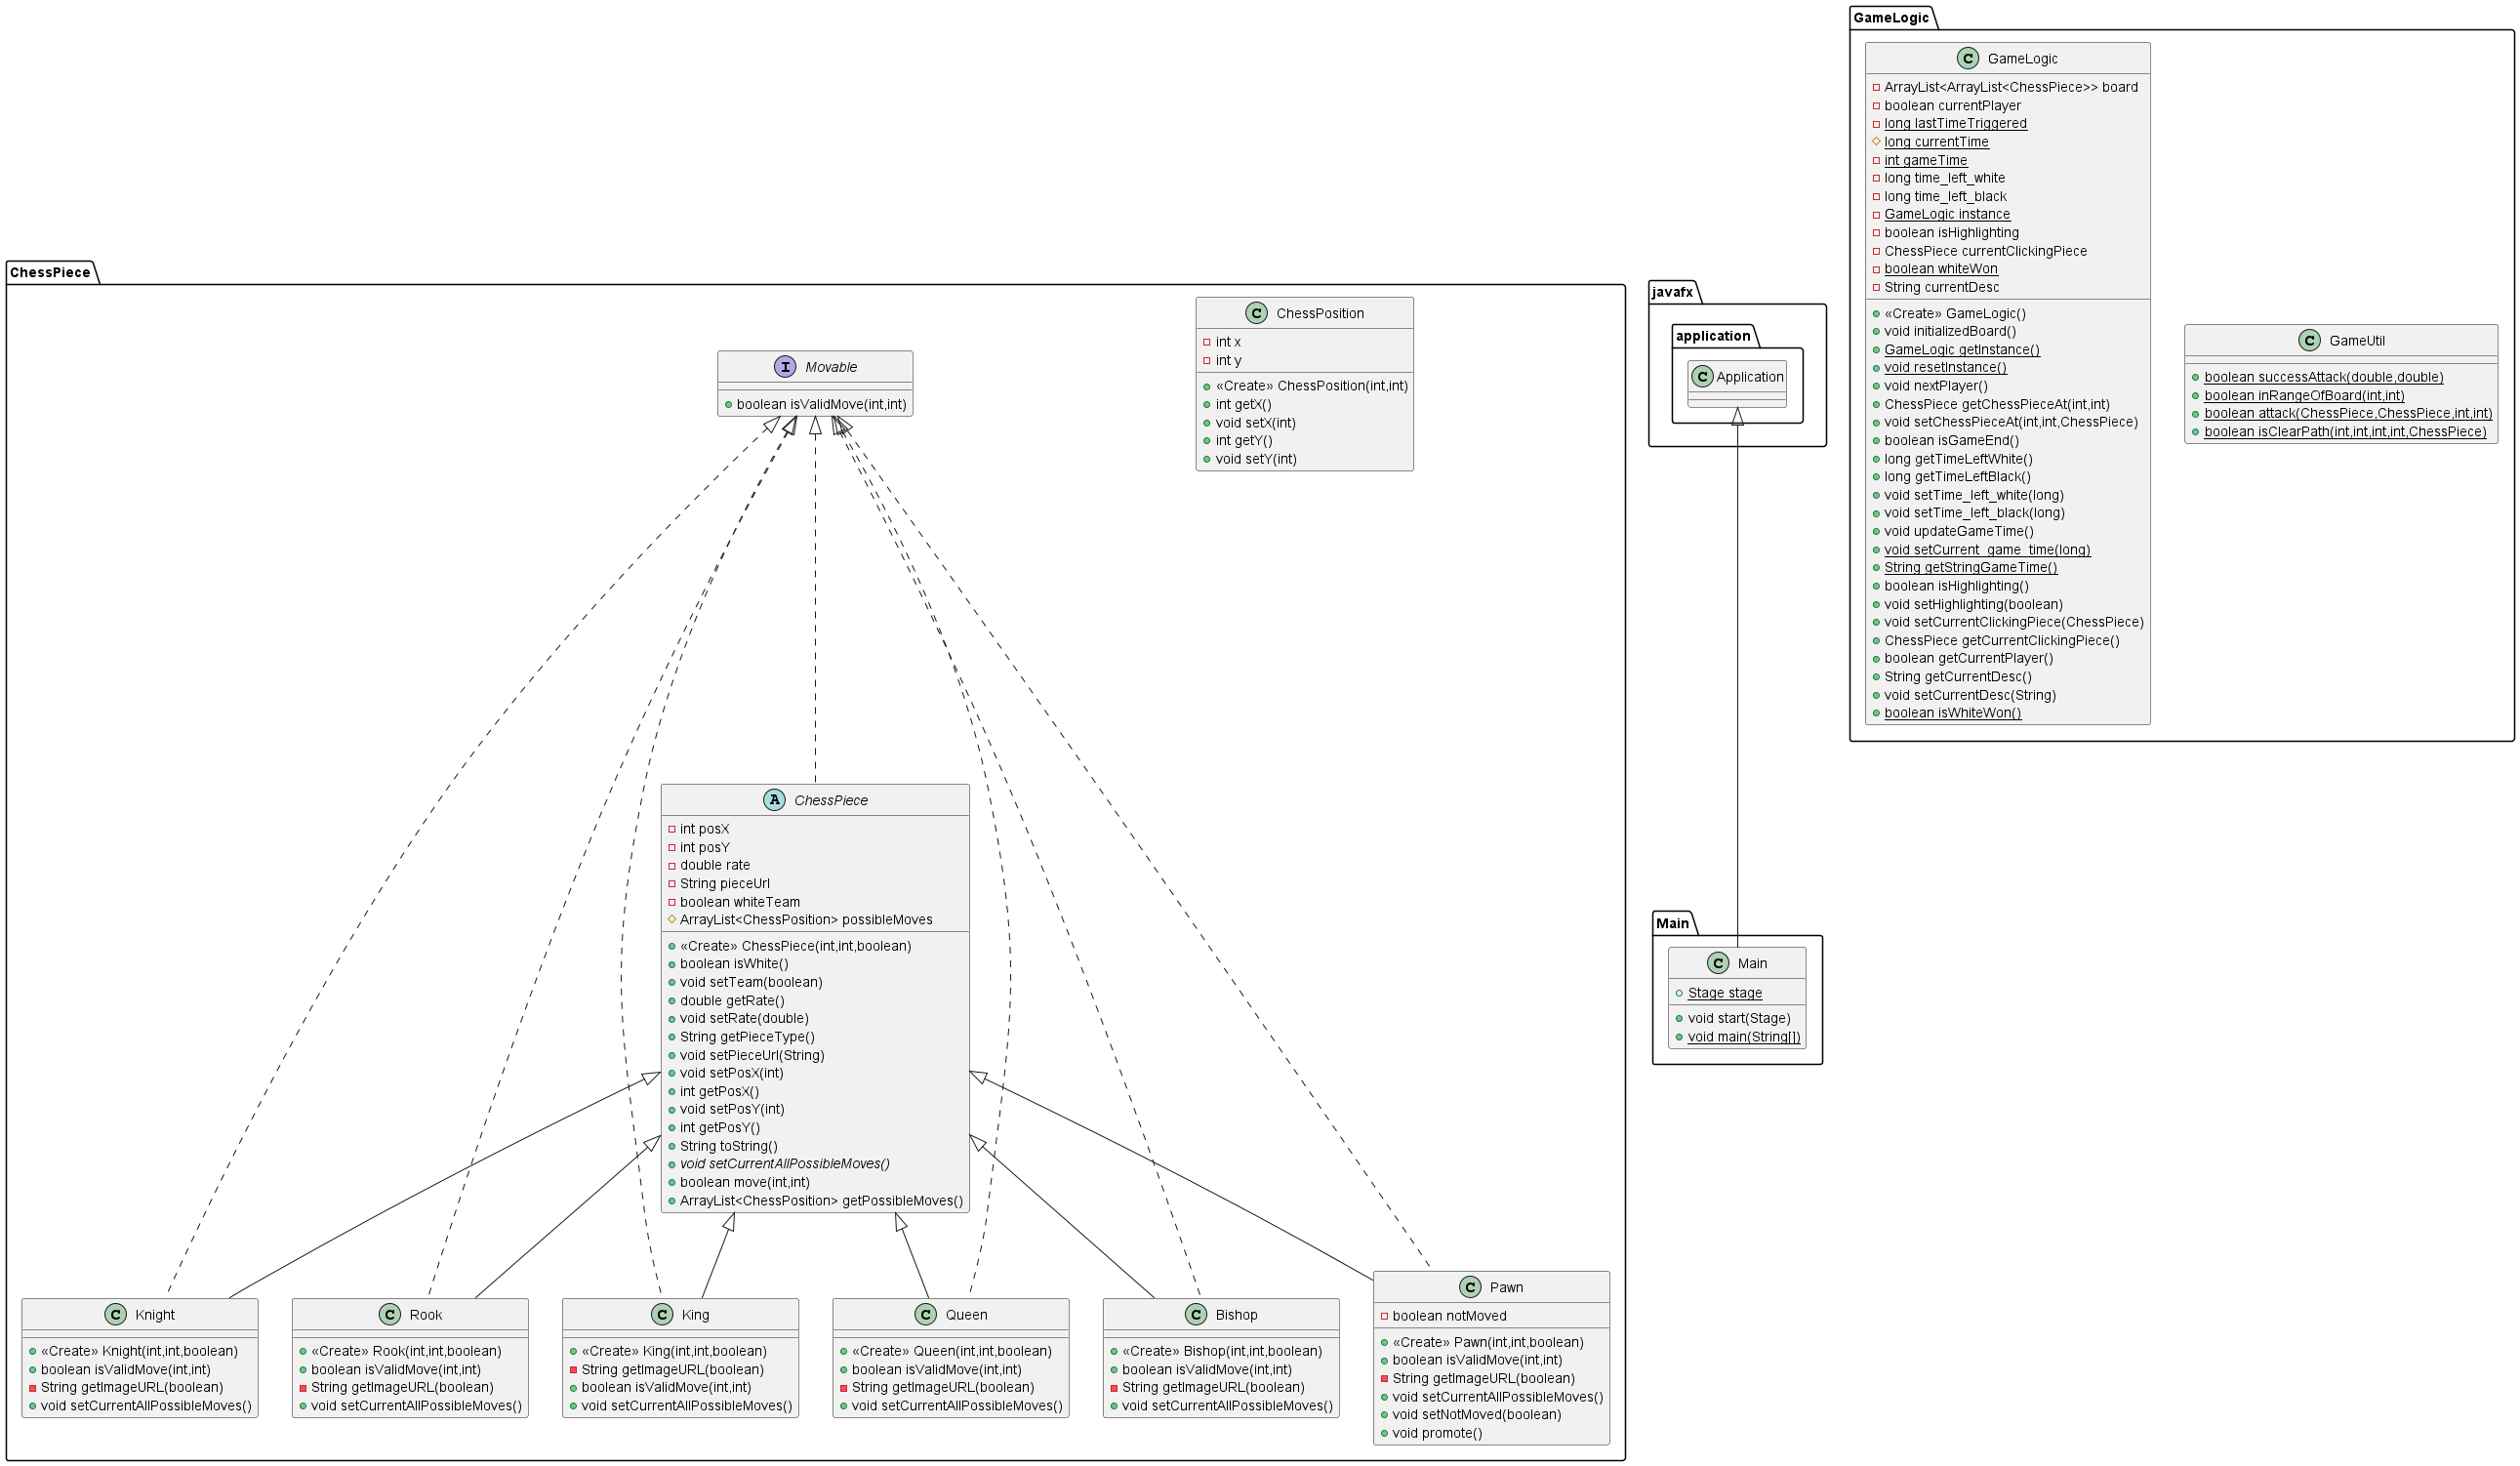 ChessPiece
I Movable
boolean isValidMove(int,int)
C ChessPosition
int x
int y
«Create» ChessPosition(int,int)
int getX()
void setX(int)
int getY()
void setY(int)
A ChessPiece
int posX
int posY
double rate
String pieceUrl
boolean whiteTeam
ArrayList<ChessPosition> possibleMoves
«Create» ChessPiece(int,int,boolean)
boolean isWhite()
void setTeam(boolean)
double getRate()
void setRate(double)
String getPieceType()
void setPieceUrl(String)
void setPosX(int)
int getPosX()
void setPosY(int)
int getPosY()
String toString()
void setCurrentAllPossibleMoves()
boolean move(int,int)
ArrayList<ChessPosition> getPossibleMoves()
C Knight
«Create» Knight(int,int,boolean)
boolean isValidMove(int,int)
String getImageURL(boolean)
void setCurrentAllPossibleMoves()
C Rook
«Create» Rook(int,int,boolean)
boolean isValidMove(int,int)
String getImageURL(boolean)
void setCurrentAllPossibleMoves()
C King
«Create» King(int,int,boolean)
String getImageURL(boolean)
boolean isValidMove(int,int)
void setCurrentAllPossibleMoves()
C Queen
«Create» Queen(int,int,boolean)
boolean isValidMove(int,int)
String getImageURL(boolean)
void setCurrentAllPossibleMoves()
C Bishop
«Create» Bishop(int,int,boolean)
boolean isValidMove(int,int)
String getImageURL(boolean)
void setCurrentAllPossibleMoves()
C Pawn
boolean notMoved
«Create» Pawn(int,int,boolean)
boolean isValidMove(int,int)
String getImageURL(boolean)
void setCurrentAllPossibleMoves()
void setNotMoved(boolean)
void promote()
javafx
application
C Application
Main
C Main
Stage stage
void start(Stage)
void main(String[])
GameLogic
C GameLogic
ArrayList<ArrayList<ChessPiece>> board
boolean currentPlayer
long lastTimeTriggered
long currentTime
int gameTime
long time_left_white
long time_left_black
GameLogic instance
boolean isHighlighting
ChessPiece currentClickingPiece
boolean whiteWon
String currentDesc
«Create» GameLogic()
void initializedBoard()
GameLogic getInstance()
void resetInstance()
void nextPlayer()
ChessPiece getChessPieceAt(int,int)
void setChessPieceAt(int,int,ChessPiece)
boolean isGameEnd()
long getTimeLeftWhite()
long getTimeLeftBlack()
void setTime_left_white(long)
void setTime_left_black(long)
void updateGameTime()
void setCurrent_game_time(long)
String getStringGameTime()
boolean isHighlighting()
void setHighlighting(boolean)
void setCurrentClickingPiece(ChessPiece)
ChessPiece getCurrentClickingPiece()
boolean getCurrentPlayer()
String getCurrentDesc()
void setCurrentDesc(String)
boolean isWhiteWon()
C GameUtil
boolean successAttack(double,double)
boolean inRangeOfBoard(int,int)
boolean attack(ChessPiece,ChessPiece,int,int)
boolean isClearPath(int,int,int,int,ChessPiece)